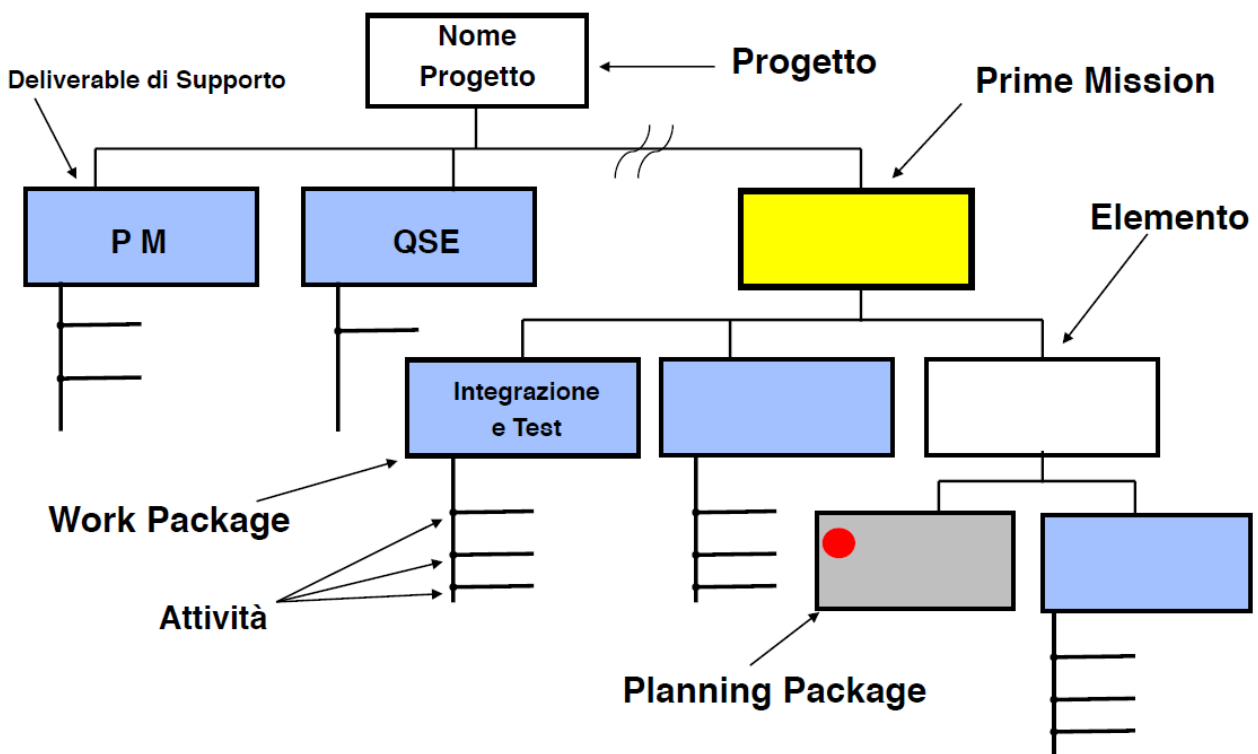 Nome
Progetto
Progetto
Deliverable di Supporto
Prime Mission
P M
QSE
Elemento
Integrazione
e Test
Work Package
Attività
Planning Package